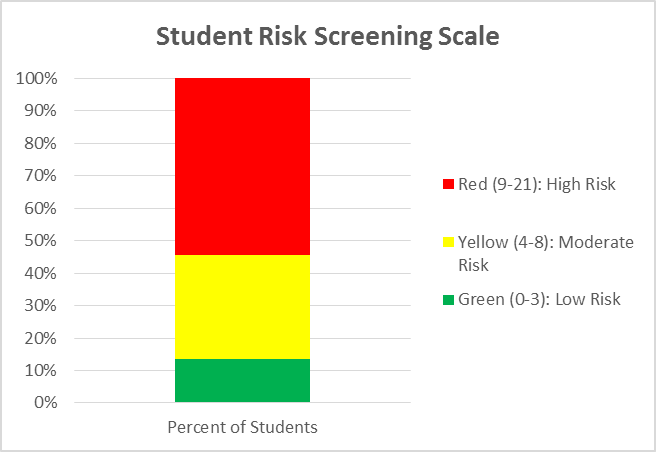 Student Risk Screening Scale
100%
90%
80%
70%
60%
50%
40%
30%
20%
10%
0%
Percent of Students
Red (9-21): High Risk
Yellow (4-8): Moderate
Risk
Green (0-3): Low Risk